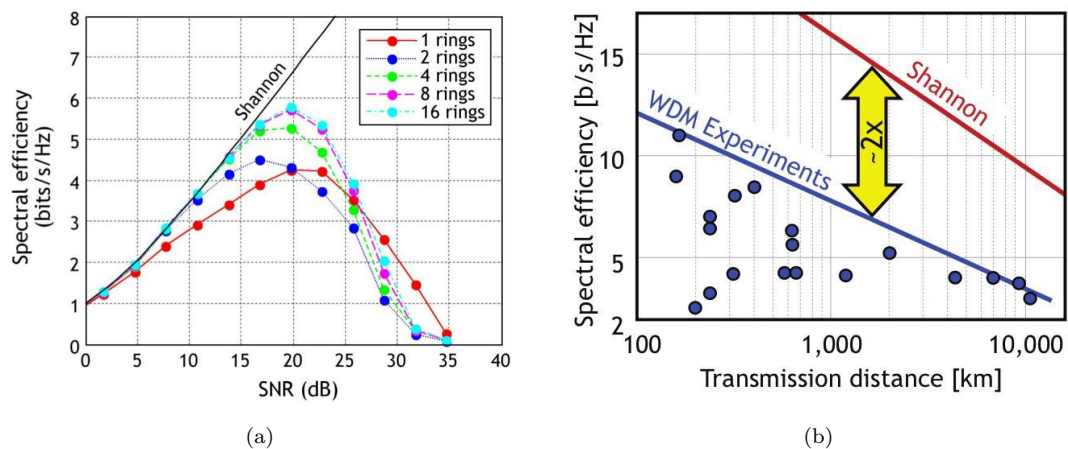 8
7
6
5
4
3
2
1
0
0
5
10
15
20
25
30
35
40
Spectral efficiency
(bits/s/Hz)
SNR (dB)
Shannon
1 rings
2 rings
4 rings
8 rings
16 rings
(a)
Spectral efficiency [b/s/Hz]
15
10
5
2
100
1,000
10,000
Transmission distance [km]
WDM Experiments
Shannon
~2x
(b)